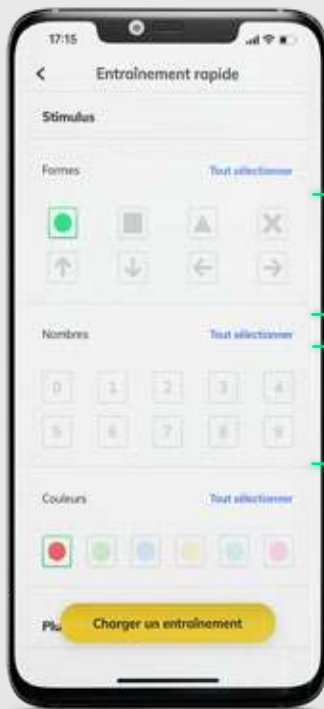 17:15
Entraînement rapide
Stimulus
Formes Tout sélectionner
Nombres Tout sélectionner
0 1 2 3 4
5 6 7 8 9
Couleurs Tout sélectionner
Plu
Charger un entraînement